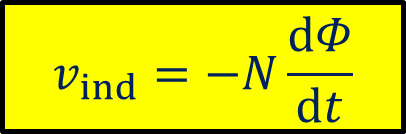 v_ind = −N dΦ/dt